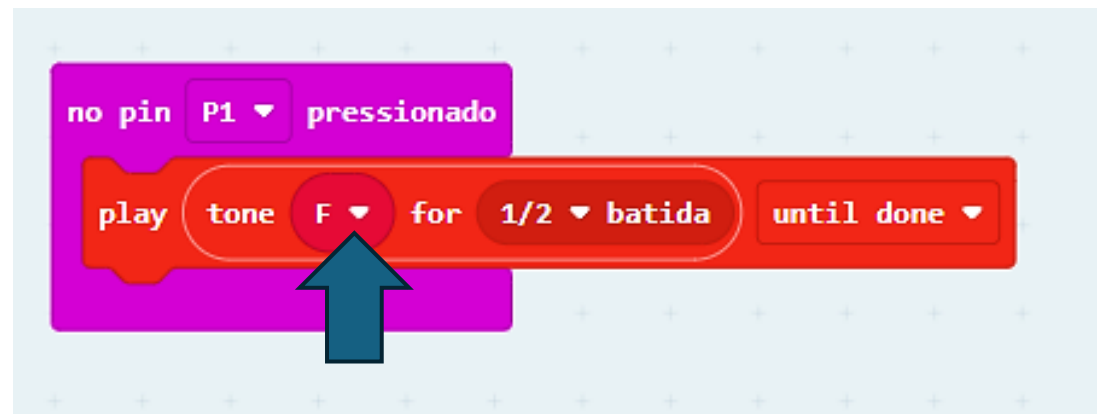 no pin P1 pressionado
play tone F for 1/2 batida until done